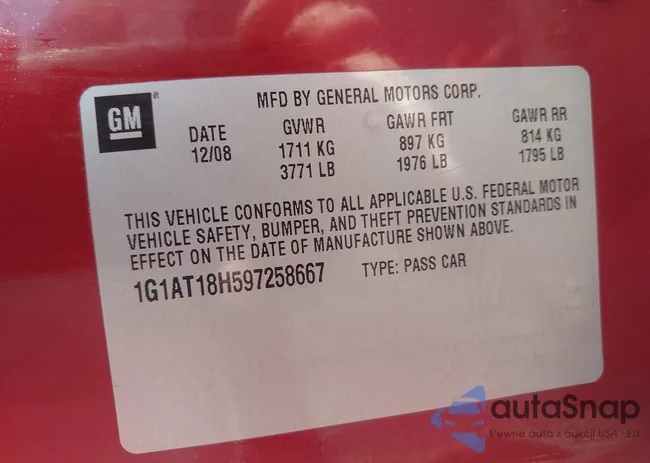 GM®
MFD BY GENERAL MOTORS CORP.
DATE GVWR GAWR FRT GAWR RR
12/08 1711 KG 897 KG 814 KG
3771 LB 1976 LB 1795 LB
THIS VEHICLE CONFORMS TO ALL APPLICABLE U.S. FEDERAL MOTOR
VEHICLE SAFETY, BUMPER, AND THEFT PREVENTION STANDARDS IN
EFFECT ON THE DATE OF MANUFACTURE SHOWN ABOVE.
1G1AT18H597258667 TYPE: PASS CAR
autaSnap
Pewne auta z aukcji USA - EU